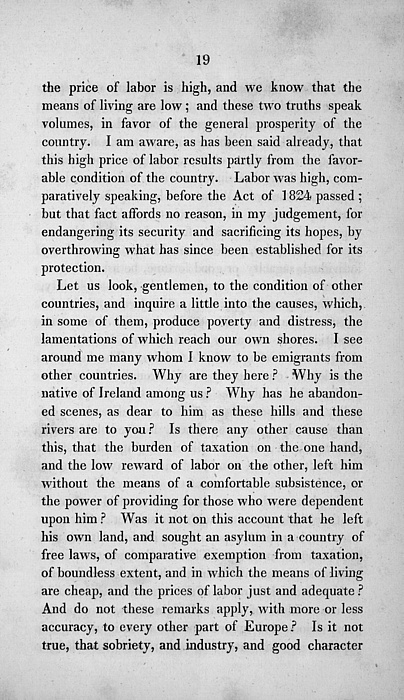 19
the price of labor is high, and we know that the
means of living are low ; and these two truths speak
volumes, in favor of the general prosperity of the
country. I am aware, as has been said already, that
this high price of labor results partly from the favor-
able condition of the country. Labor was high, com-
paratively speaking, before the Act of 1824 passed ;
but that fact affords no reason, in my judgement, for
endangering its security and sacrificing its hopes, by
overthrowing what has since been established for its
protection.
Let us look, gentlemen, to the condition of other
countries, and inquire a little into the causes, which,
in some of them, produce poverty and distress, the
lamentations of which reach our own shores. I see
around me many whom I know to be emigrants from
other countries. Why are they here ? Why is the
native of Ireland among us ? Why has he abandon-
ed scenes, as dear to him as these hills and these
rivers are to you ? Is there any other cause than
this, that the burden of taxation on the one hand,
and the low reward of labor on the other, left him
without the means of a comfortable subsistence, or
the power of providing for those who were dependent
upon him ? Was it not on this account that he left
his own land, and sought an asylum in a country of
free laws, of comparative exemption from taxation,
of boundless extent, and in which the means of living
are cheap, and the prices of labor just and adequate ?
And do not these remarks apply, with more or less
accuracy, to every other part of Europe ? Is it not
true, that sobriety, and industry, and good character